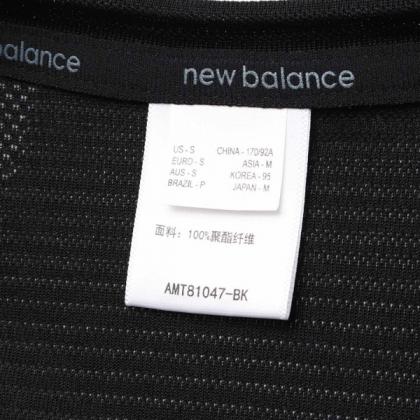 balance
new balance
US - S CHINA - 170/92A
EURO - S ASIA - M
AUS - S KOREA - 95
BRAZIL - P JAPAN - M
面料：100%聚酯纤维
AMT81047-BK